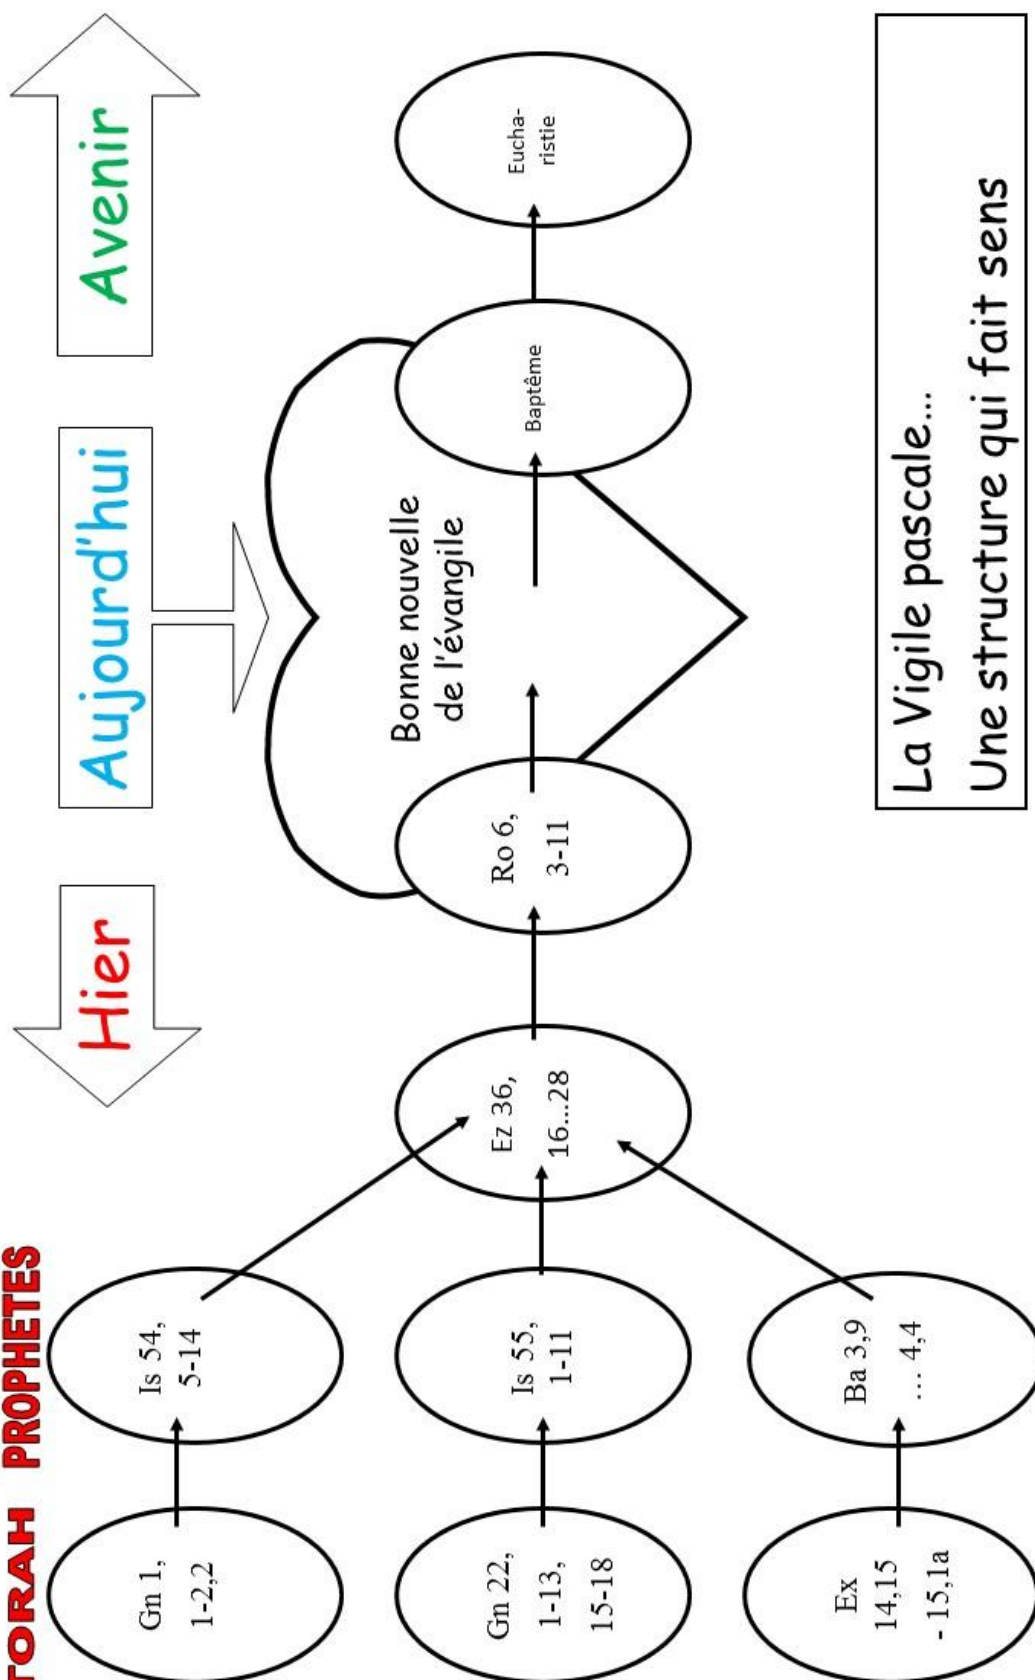 TORAH PROPHETES
Hier
Aujourd'hui
Avenir
Gn 1,
1-2,2
Is 54,
5-14
Gn 22,
1-13,
15-18
Is 55,
1-11
Ex
14,15
- 15,1a
Ba 3,9
… 4,4
Ez 36,
16…28
Ro 6,
3-11
Bonne nouvelle
de l'évangile
Baptême
Eucha-
ristie
La Vigile pascale…
Une structure qui fait sens